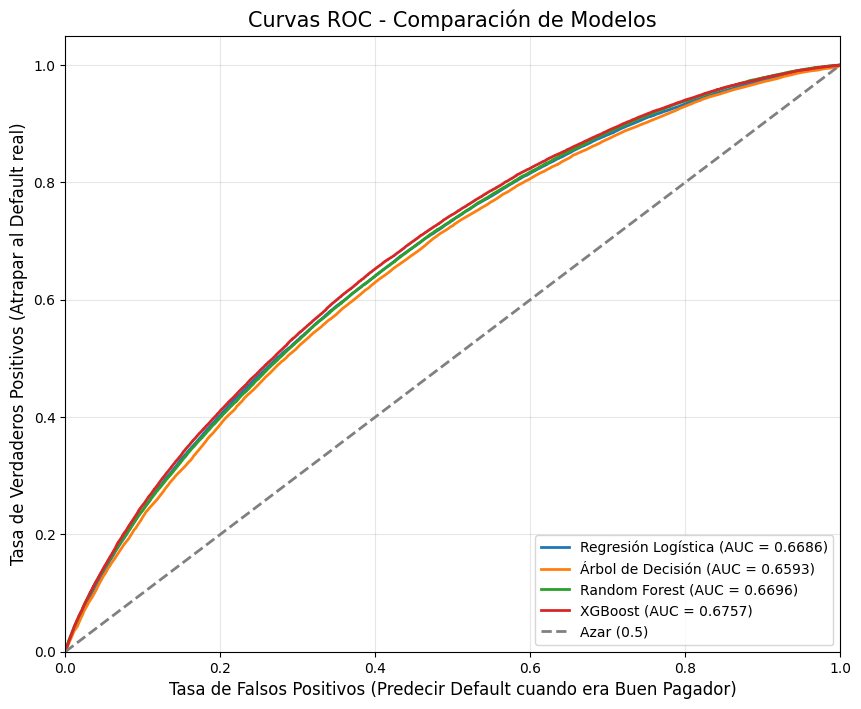 Curvas ROC - Comparación de Modelos
Tasa de Verdaderos Positivos (Atrapar al Default real)
1.0
0.8
0.6
0.4
0.2
0.0
Regresión Logística (AUC = 0.6686)
Árbol de Decisión (AUC = 0.6593)
Random Forest (AUC = 0.6696)
XGBoost (AUC = 0.6757)
Azar (0.5)
0.0 0.2 0.4 0.6 0.8 1.0
Tasa de Falsos Positivos (Predecir Default cuando era Buen Pagador)